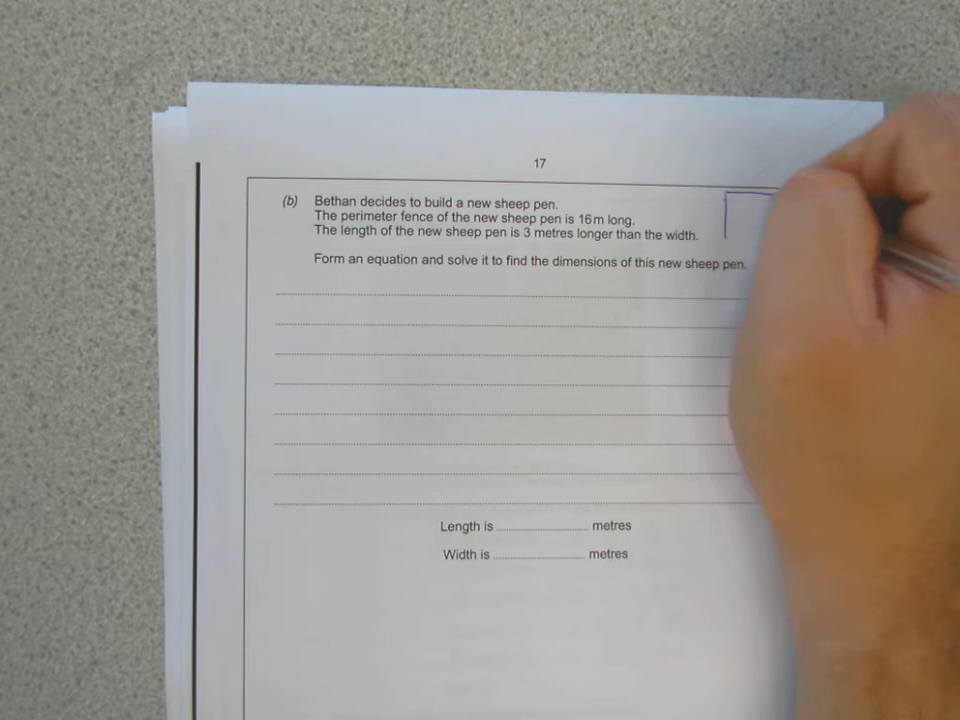 17
(b) Bethan decides to build a new sheep pen.
The perimeter fence of the new sheep pen is 16 m long.
The length of the new sheep pen is 3 metres longer than the width.
Form an equation and solve it to find the dimensions of this new sheep pen.
Length is ........................ metres
Width is ........................ metres